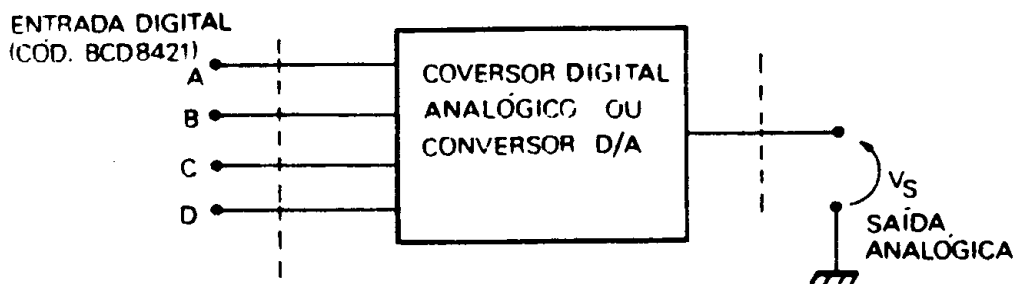 ENTRADA DIGITAL
(CÓD. BCD8421)
A
B
C
D
COVERSOR DIGITAL
ANALÓGICO OU
CONVERSOR D/A
VS
SAÍDA
ANALÓGICA